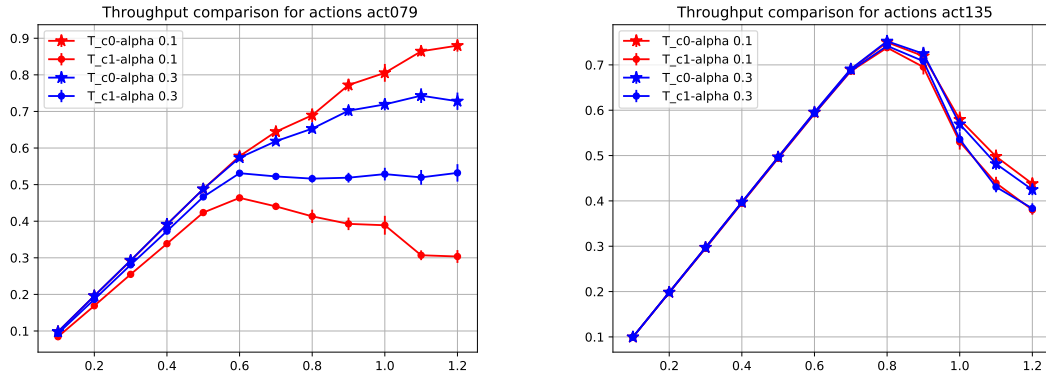 Throughput comparison for actions act079
T_c0-alpha 0.1
T_c1-alpha 0.1
T_c0-alpha 0.3
T_c1-alpha 0.3
0.9
0.8
0.7
0.6
0.5
0.4
0.3
0.2
0.1
0.2 0.4 0.6 0.8 1.0 1.2
Throughput comparison for actions act135
T_c0-alpha 0.1
T_c1-alpha 0.1
T_c0-alpha 0.3
T_c1-alpha 0.3
0.7
0.6
0.5
0.4
0.3
0.2
0.1
0.2 0.4 0.6 0.8 1.0 1.2